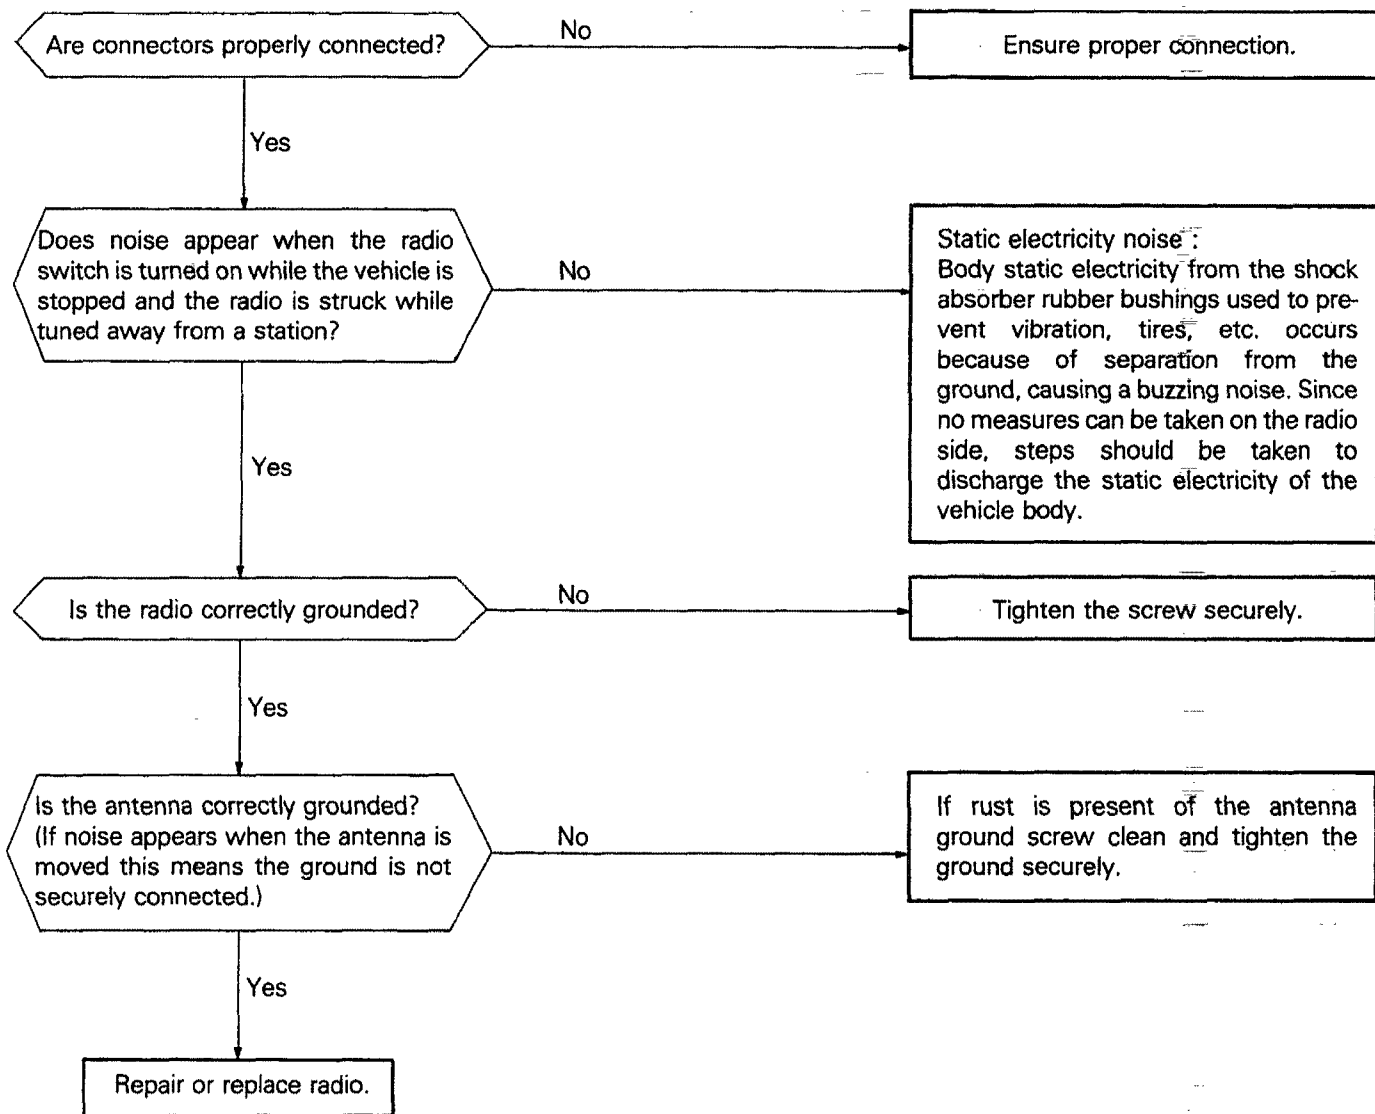 Are connectors properly connected?
No
Ensure proper connection.
Yes
Does noise appear when the radio
switch is turned on while the vehicle is
stopped and the radio is struck while
tuned away from a station?
No
Static electricity noise :
Body static electricity from the shock
absorber rubber bushings used to pre-
vent vibration, tires, etc. occurs
because of separation from the
ground, causing a buzzing noise. Since
no measures can be taken on the radio
side, steps should be taken to
discharge the static electricity of the
vehicle body.
Yes
Is the radio correctly grounded?
No
Tighten the screw securely.
Yes
Is the antenna correctly grounded?
(If noise appears when the antenna is
moved this means the ground is not
securely connected.)
No
If rust is present of the antenna
ground screw clean and tighten the
ground securely.
Yes
Repair or replace radio.